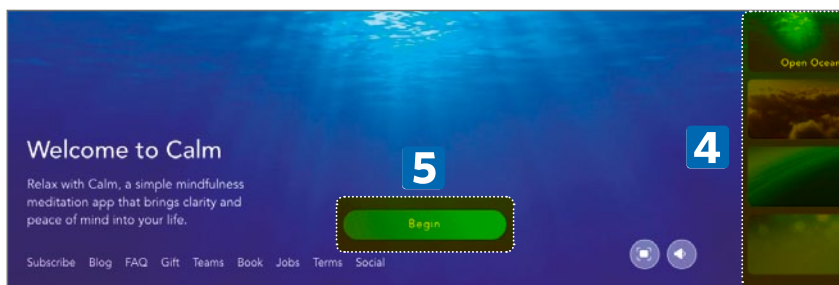 Open Ocean
4
Welcome to Calm
5
Relax with Calm, a simple mindfulness
meditation app that brings clarity and
peace of mind into your life.
Begin
Subscribe Blog FAQ Gift Teams Book Jobs Terms Social